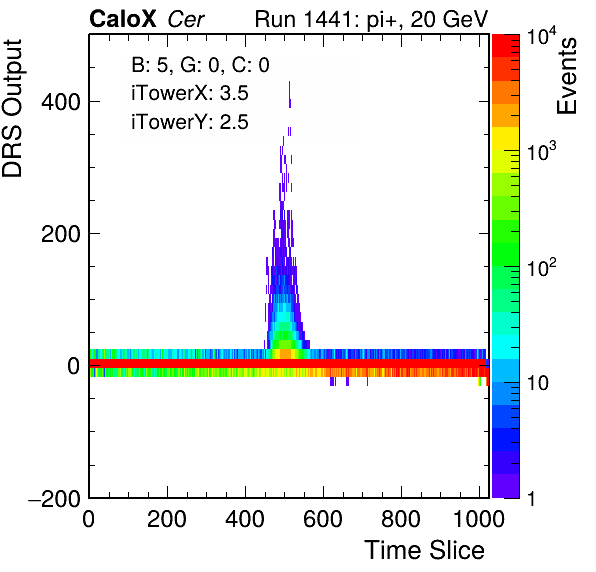 CaloX Cer Run 1441: pi+, 20 GeV
B: 5, G: 0, C: 0
iTowerX: 3.5
iTowerY: 2.5
DRS Output
400
200
0
−200
0 200 400 600 800 1000
Time Slice
10^4
10^3
10^2
10
1
Events